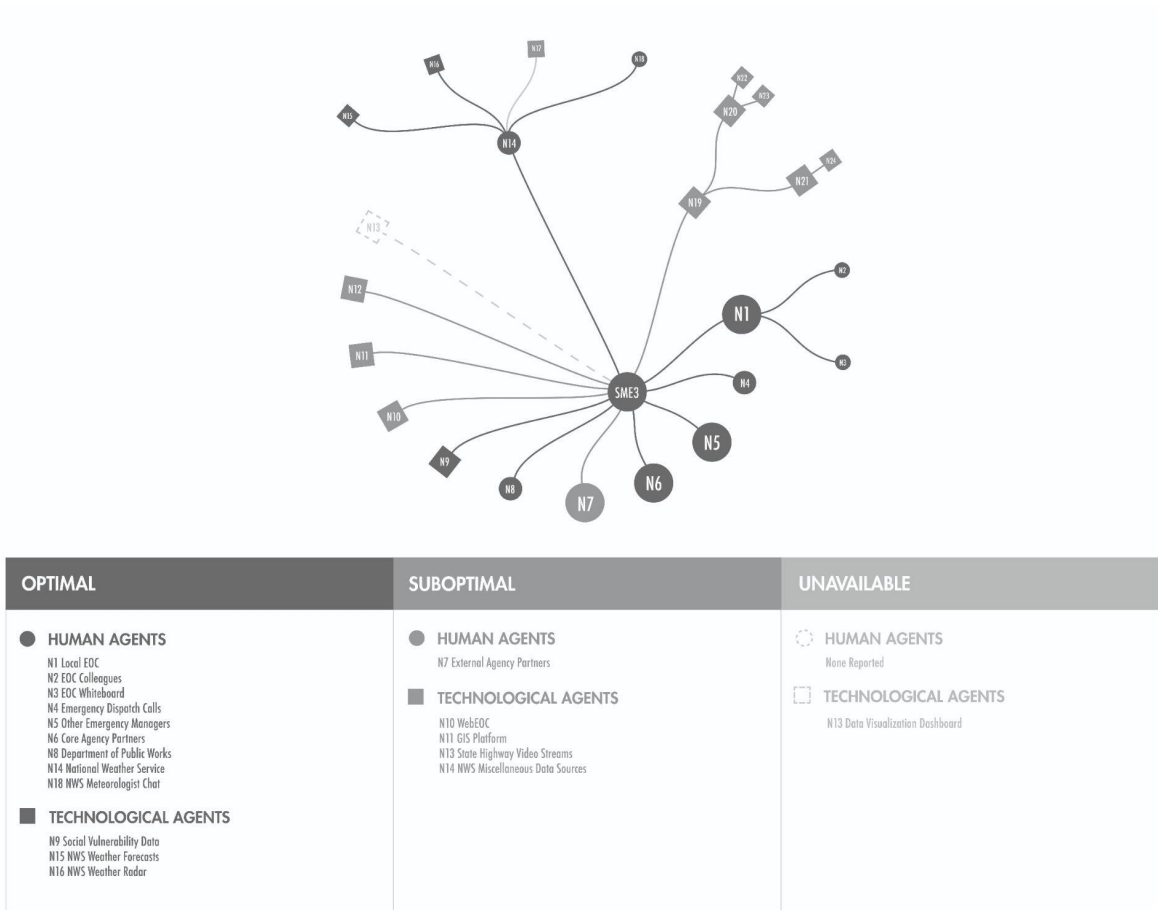 N17
N18
N16
N22
N23
N20
N15
N14
N24
N21
N19
N13
N2
N12
N1
N11
N3
N4
SME3
N10
N5
N9
N6
N8
N7
OPTIMAL
HUMAN AGENTS
N1 Local EOC
N2 EOC Colleagues
N3 EOC Whiteboard
N4 Emergency Dispatch Calls
N5 Other Emergency Managers
N6 Core Agency Partners
N8 Department of Public Works
N14 National Weather Service
N18 NWS Meteorologist Chat
TECHNOLOGICAL AGENTS
N9 Social Vulnerability Data
N15 NWS Weather Forecasts
N16 NWS Weather Radar
SUBOPTIMAL
HUMAN AGENTS
N7 External Agency Partners
TECHNOLOGICAL AGENTS
N10 WebEOC
N11 GIS Platform
N13 State Highway Video Streams
N14 NWS Miscellaneous Data Sources
UNAVAILABLE
HUMAN AGENTS
None Reported
TECHNOLOGICAL AGENTS
N13 Data Visualization Dashboard